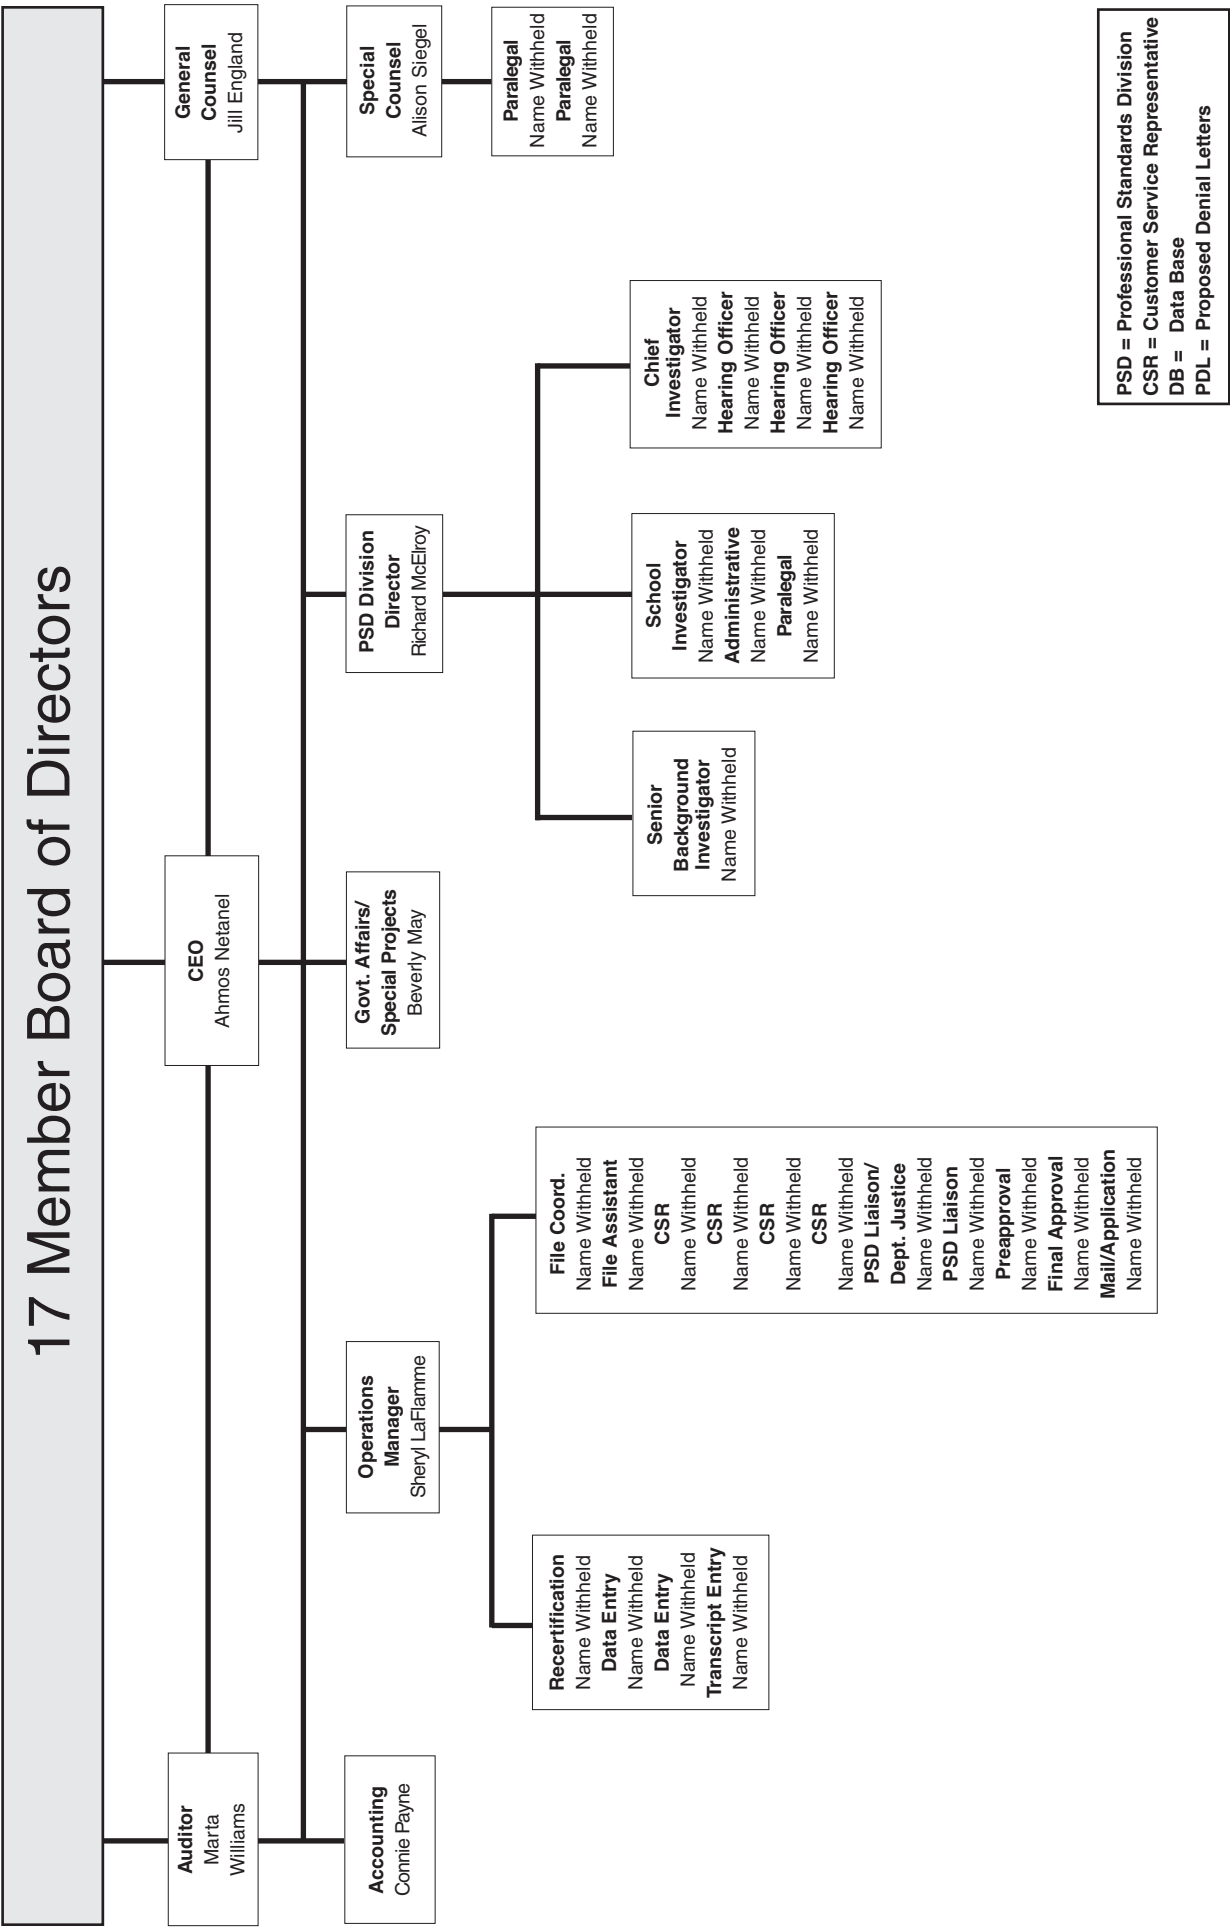 17 Member Board of Directors
Auditor
Marta
Williams
CEO
Ahmos Netanel
General
Counsel
Jill England
Accounting
Connie Payne
Operations
Manager
Sheryl LaFlamme
Govt. Affairs/
Special Projects
Beverly May
PSD Division
Director
Richard McElroy
Special
Counsel
Alison Siegel
Recertification
Name Withheld
Data Entry
Name Withheld
Data Entry
Name Withheld
Transcript Entry
Name Withheld
File Coord.
Name Withheld
File Assistant
Name Withheld
CSR
Name Withheld
CSR
Name Withheld
CSR
Name Withheld
CSR
Name Withheld
PSD Liaison/
Dept. Justice
Name Withheld
PSD Liaison
Name Withheld
Preapproval
Name Withheld
Final Approval
Name Withheld
Mail/Application
Name Withheld
Senior
Background
Investigator
Name Withheld
School
Investigator
Name Withheld
Administrative
Name Withheld
Paralegal
Name Withheld
Chief
Investigator
Name Withheld
Hearing Officer
Name Withheld
Hearing Officer
Name Withheld
Hearing Officer
Name Withheld
Paralegal
Name Withheld
Paralegal
Name Withheld
PSD = Professional Standards Division
CSR = Customer Service Representative
DB = Data Base
PDL = Proposed Denial Letters